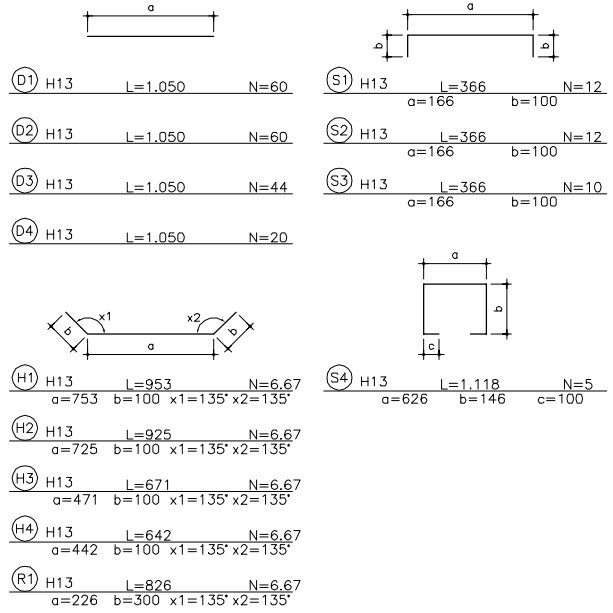 a
D1 H13 L=1.050 N=60
D2 H13 L=1.050 N=60
D3 H13 L=1.050 N=44
D4 H13 L=1.050 N=20
x1 x2
b a b
H1 H13 L=953 N=6.67
a=753 b=100 x1=135° x2=135°
H2 H13 L=925 N=6.67
a=725 b=100 x1=135° x2=135°
H3 H13 L=671 N=6.67
a=471 b=100 x1=135° x2=135°
H4 H13 L=642 N=6.67
a=442 b=100 x1=135° x2=135°
R1 H13 L=826 N=6.67
a=226 b=300 x1=135° x2=135°
a
b b
S1 H13 L=366 N=12
a=166 b=100
S2 H13 L=366 N=12
a=166 b=100
S3 H13 L=366 N=10
a=166 b=100
a
b
c
S4 H13 L=1.118 N=5
a=626 b=146 c=100